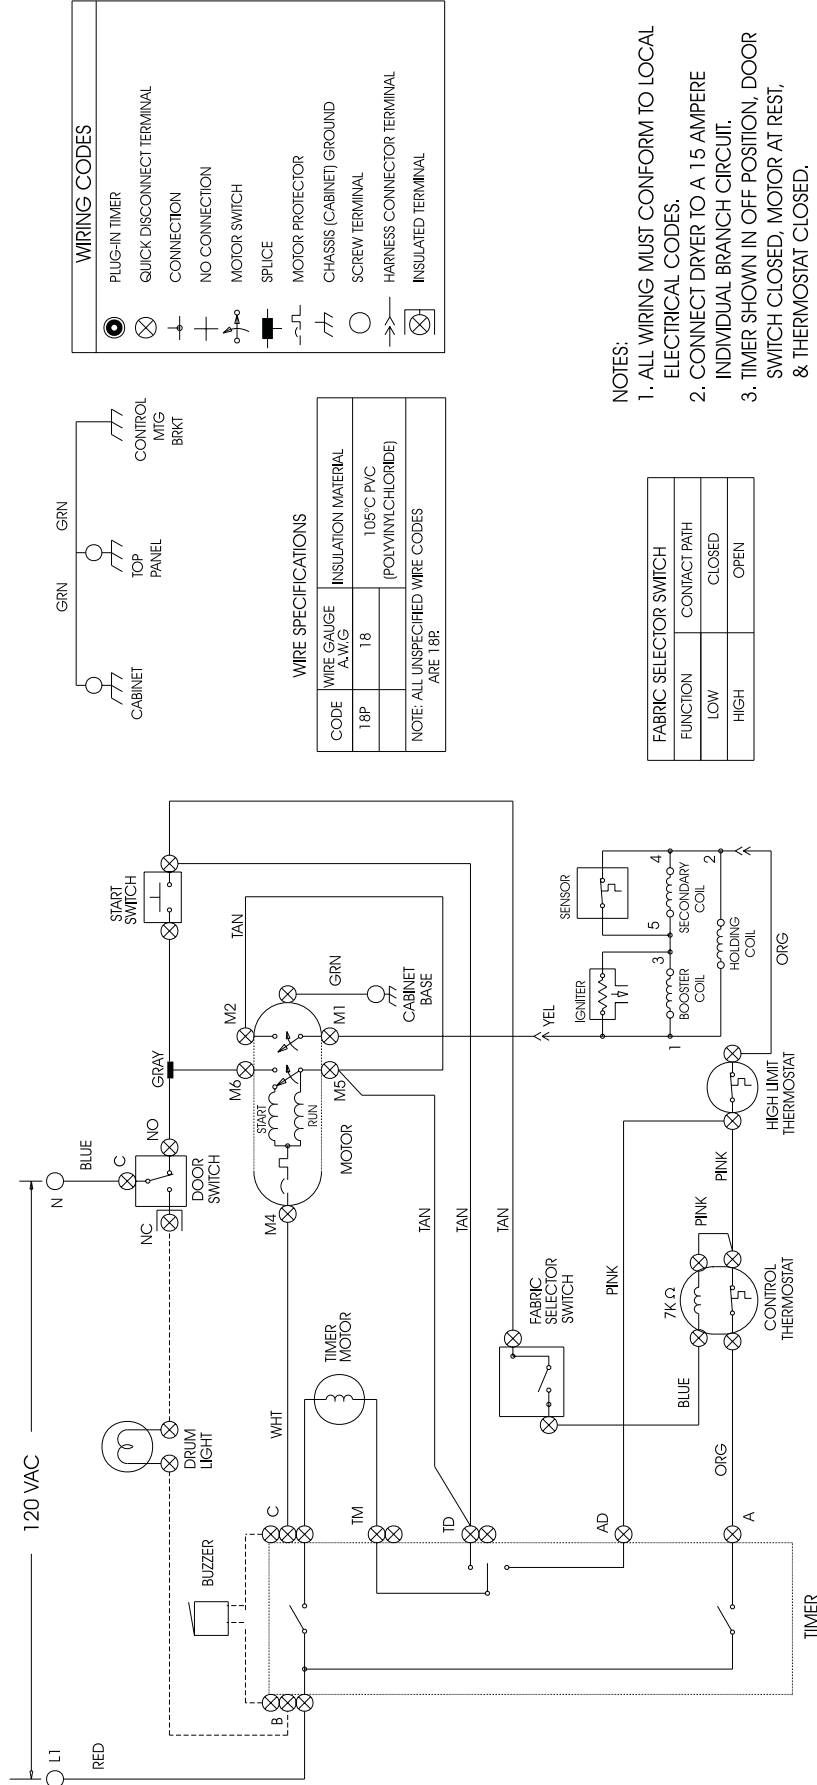 120 VAC
L1
RED
N
BLUE
C
NC
NO
DOOR
SWITCH
DRUM
LIGHT
BUZZER
GRAY
START
SWITCH
TAN
M6
M2
M4
M5
M1
START
RUN
MOTOR
GRN
CABINET
BASE
WHT
TIMER
MOTOR
B
C
TM
TD
AD
A
TIMER
TAN
TAN
TAN
FABRIC
SELECTOR
SWITCH
PINK
BLUE
ORG
7K Ω
PINK
CONTROL
THERMOSTAT
PINK
HIGH LIMIT
THERMOSTAT
YEL
IGNITER
SENSOR
1
3
5
4
2
BOOSTER
COIL
SECONDARY
COIL
HOLDING
COIL
ORG
GRN
GRN
CABINET
TOP
PANEL
CONTROL
MTG
BRKT
WIRE SPECIFICATIONS
CODE
WIRE GAUGE
A.W.G
INSULATION MATERIAL
18P
18
105°C PVC
(POLYVINYLCHLORIDE)
NOTE: ALL UNSPECIFIED WIRE CODES
ARE 18P.
FABRIC SELECTOR SWITCH
FUNCTION
CONTACT PATH
LOW
CLOSED
HIGH
OPEN
WIRING CODES
PLUG-IN TIMER
QUICK DISCONNECT TERMINAL
CONNECTION
NO CONNECTION
MOTOR SWITCH
SPLICE
MOTOR PROTECTOR
CHASSIS (CABINET) GROUND
SCREW TERMINAL
HARNESS CONNECTOR TERMINAL
INSULATED TERMINAL
NOTES:
1. ALL WIRING MUST CONFORM TO LOCAL
ELECTRICAL CODES.
2. CONNECT DRYER TO A 15 AMPERE
INDIVIDUAL BRANCH CIRCUIT.
3. TIMER SHOWN IN OFF POSITION, DOOR
SWITCH CLOSED, MOTOR AT REST,
& THERMOSTAT CLOSED.